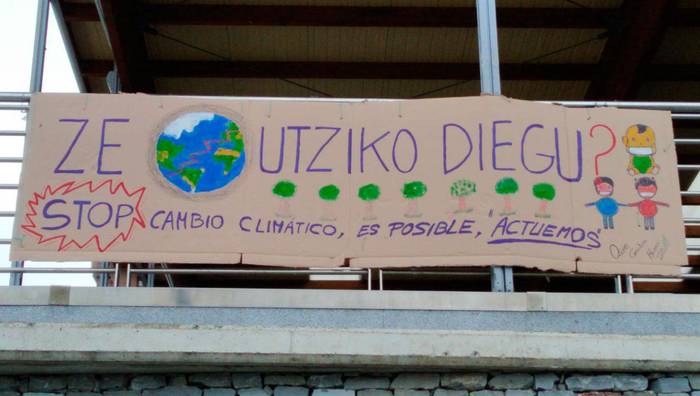 ZE UTZIKO DIEGU?
STOP CAMBIO CLIMÁTICO, ES POSIBLE, "ACTUEMOS"